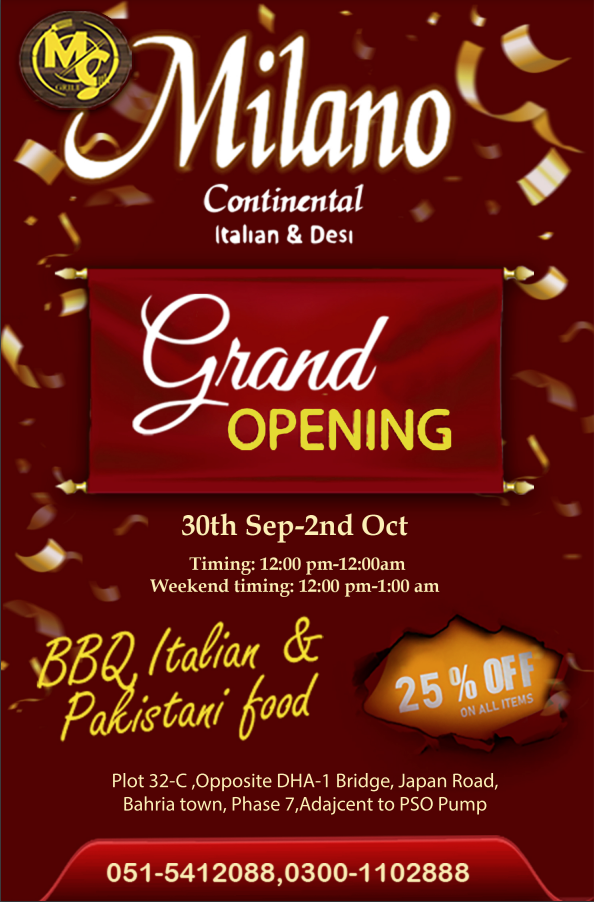 MG
GRILL
Milano
Continental
Italian & Desi
Grand
OPENING
30th Sep-2nd Oct
Timing: 12:00 pm-12:00am
Weekend timing: 12:00 pm-1:00 am
BBQ, Italian &
Pakistani food
25% OFF
ON ALL ITEMS
Plot 32-C ,Opposite DHA-1 Bridge, Japan Road,
Bahria town, Phase 7,Adajcent to PSO Pump
051-5412088,0300-1102888